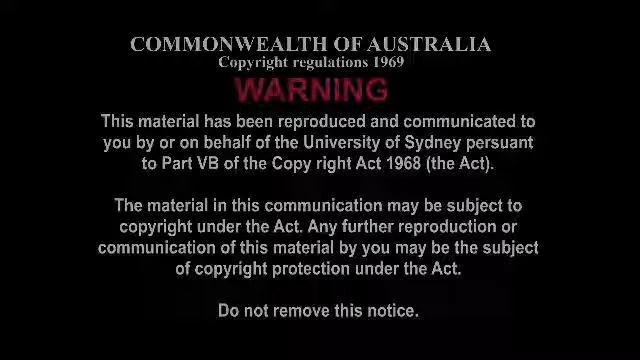 COMMONWEALTH OF AUSTRALIA
Copyright regulations 1969
WARNING
This material has been reproduced and communicated to
you by or on behalf of the University of Sydney persuant
to Part VB of the Copy right Act 1968 (the Act).
The material in this communication may be subject to
copyright under the Act. Any further reproduction or
communication of this material by you may be the subject
of copyright protection under the Act.
Do not remove this notice.